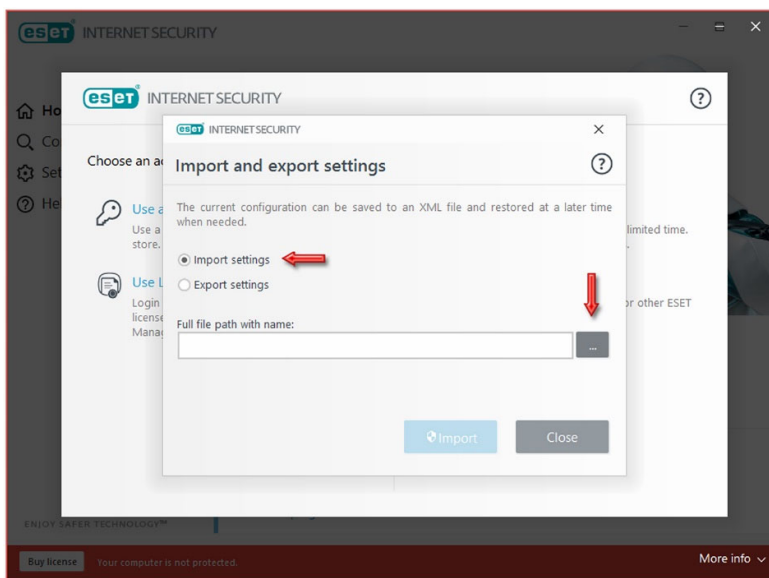 eset INTERNET SECURITY
eset INTERNET SECURITY
Ho
Co
Set
He
Choose an a
Use a
Use a
store.
limited time.
Use L
Login
license
Manag
or other ESET
eset INTERNET SECURITY
Import and export settings
The current configuration can be saved to an XML file and restored at a later time
when needed.
Import settings
Export settings
Full file path with name:
...
Import
Close
ENJOY SAFER TECHNOLOGY™
Buy license
Your computer is not protected.
More info